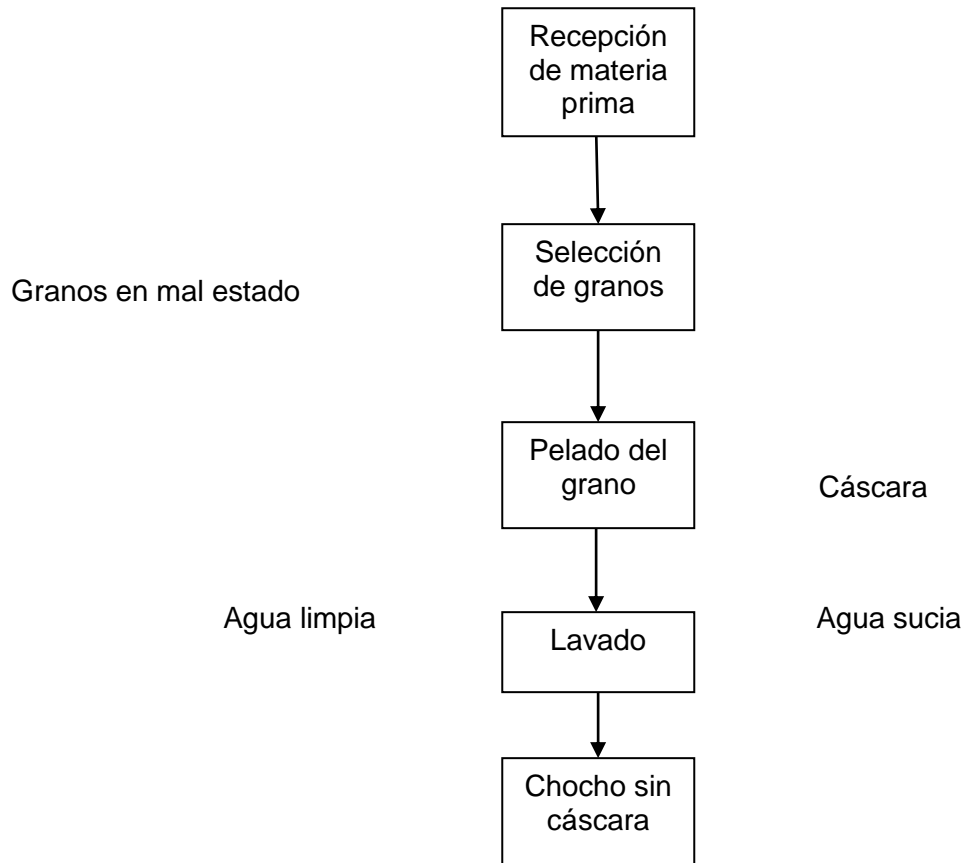 Recepción
de materia
prima
Selección
de granos
Granos en mal estado
Pelado del
grano
Cáscara
Agua limpia
Lavado
Agua sucia
Chocho sin
cáscara